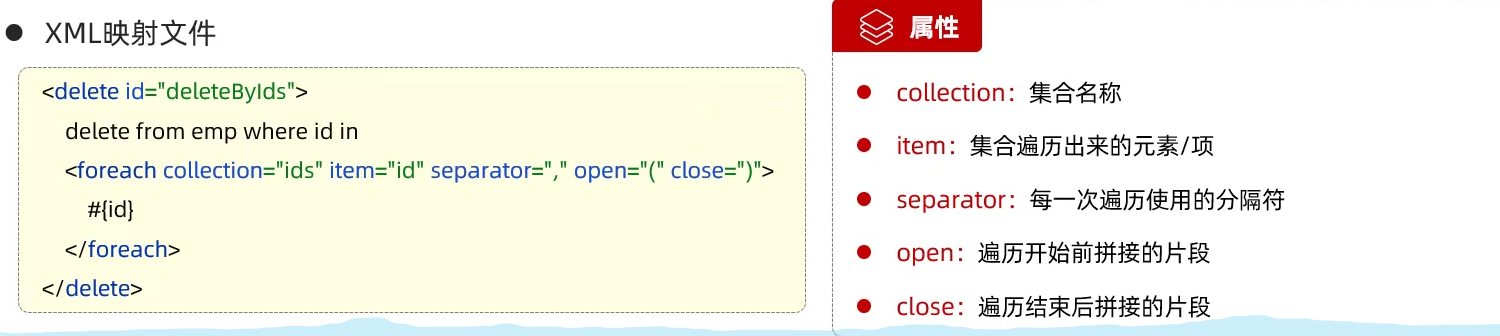 XML映射文件
<delete id="deleteByIds">
delete from emp where id in
<foreach collection="ids" item="id" separator="," open="(" close=")">
#{id}
</foreach>
</delete>
属性
collection：集合名称
item：集合遍历出来的元素/项
separator：每一次遍历使用的分隔符
open：遍历开始前拼接的片段
close：遍历结束后拼接的片段